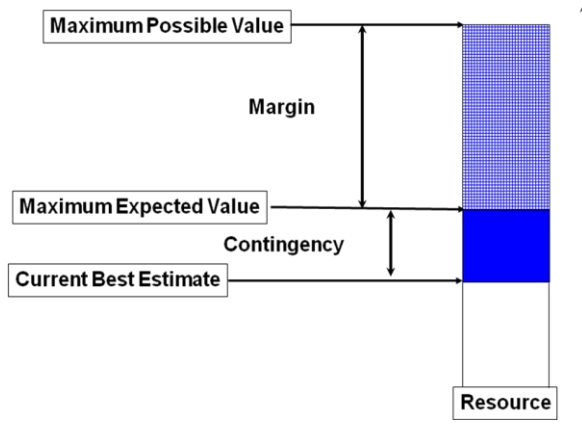 Maximum Possible Value
Margin
Maximum Expected Value
Contingency
Current Best Estimate
Resource